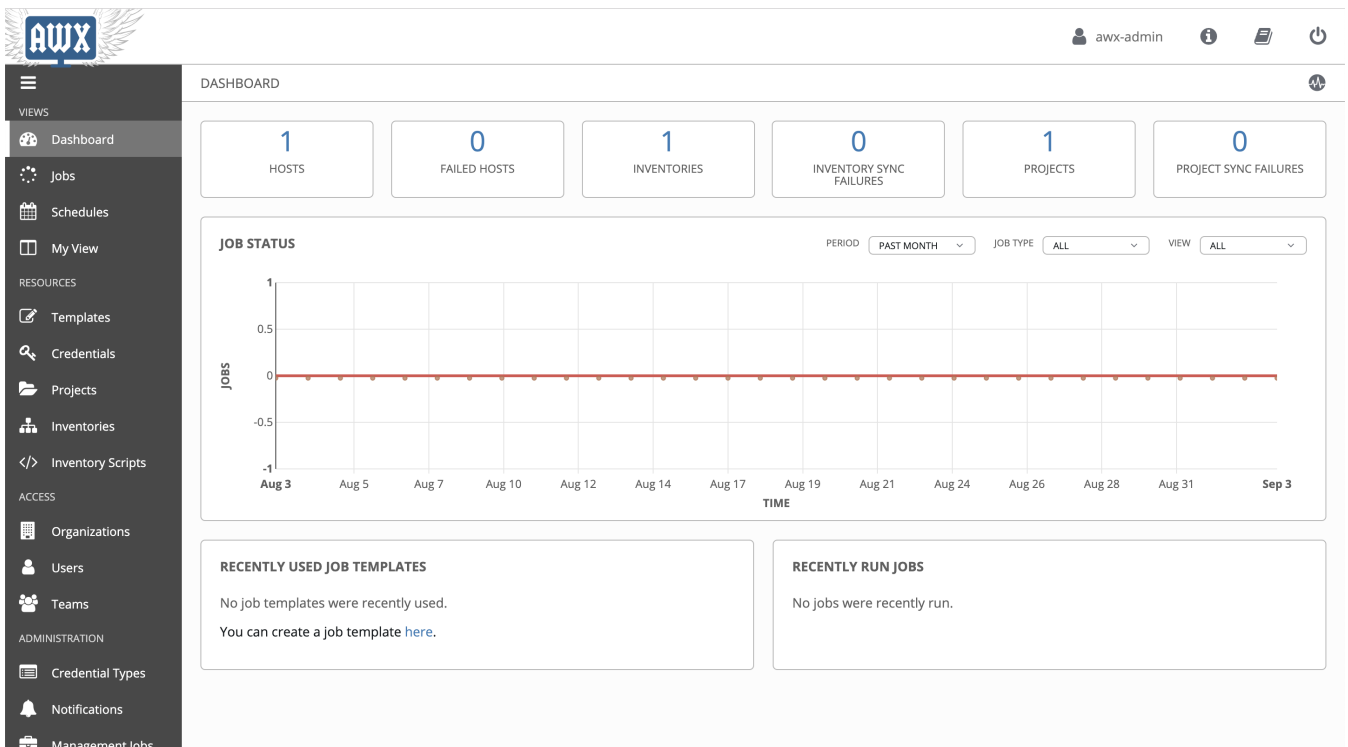 AWX
awx-admin
DASHBOARD
VIEWS
Dashboard
Jobs
Schedules
My View
RESOURCES
Templates
Credentials
Projects
Inventories
Inventory Scripts
ACCESS
Organizations
Users
Teams
ADMINISTRATION
Credential Types
Notifications
Management Jobs
1
HOSTS
0
FAILED HOSTS
1
INVENTORIES
0
INVENTORY SYNC
FAILURES
1
PROJECTS
0
PROJECT SYNC FAILURES
JOB STATUS
PERIOD PAST MONTH JOB TYPE ALL VIEW ALL
1
0.5
0
-0.5
-1
JOBS
Aug 3 Aug 5 Aug 7 Aug 10 Aug 12 Aug 14 Aug 17 Aug 19 Aug 21 Aug 24 Aug 26 Aug 28 Aug 31 Sep 3
TIME
RECENTLY USED JOB TEMPLATES
No job templates were recently used.
You can create a job template here.
RECENTLY RUN JOBS
No jobs were recently run.